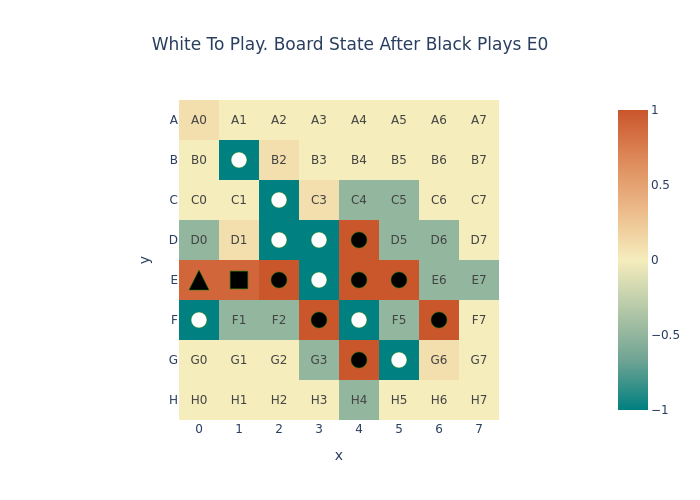 White To Play. Board State After Black Plays E0
A A0 A1 A2 A3 A4 A5 A6 A7
B B0 B2 B3 B4 B5 B6 B7
C C0 C1 C3 C4 C5 C6 C7
D D0 D1 D5 D6 D7
E E6 E7
F F1 F2 F5 F7
G G0 G1 G2 G3 G6 G7
H H0 H1 H2 H3 H4 H5 H6 H7
0 1 2 3 4 5 6 7
x
y
1
0.5
0
−0.5
−1